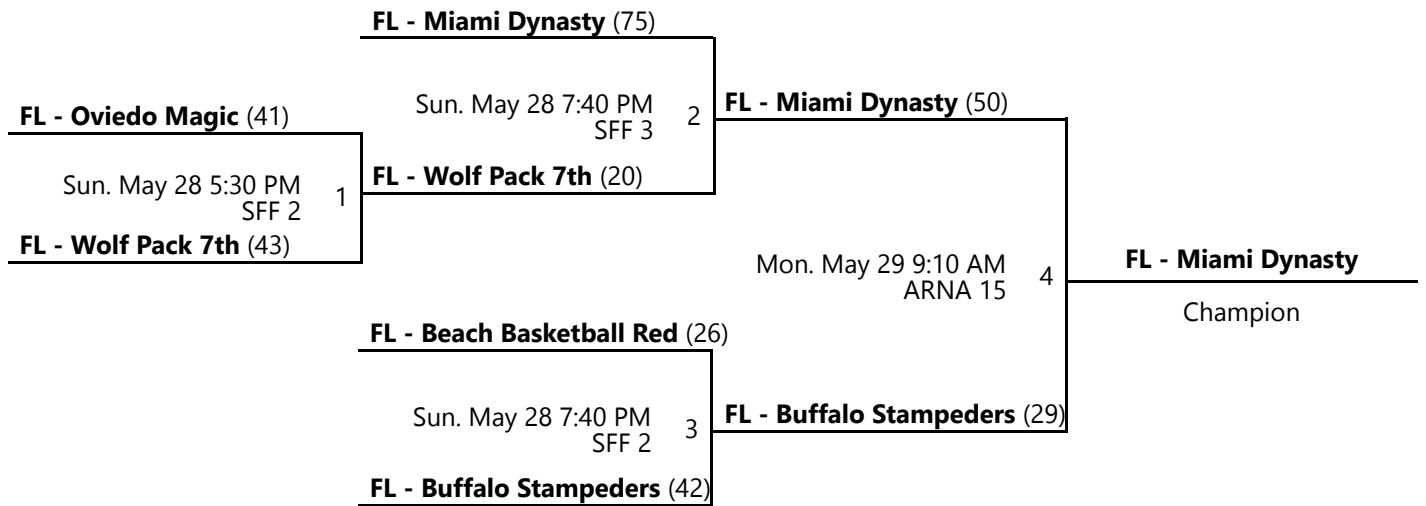 FL - Miami Dynasty (75)
Sun. May 28 7:40 PM
SFF 3
2
FL - Miami Dynasty (50)
FL - Oviedo Magic (41)
Sun. May 28 5:30 PM
SFF 2
1
FL - Wolf Pack 7th (20)
FL - Wolf Pack 7th (43)
Mon. May 29 9:10 AM
ARNA 15
4
FL - Miami Dynasty
Champion
FL - Beach Basketball Red (26)
Sun. May 28 7:40 PM
SFF 2
3
FL - Buffalo Stampeders (29)
FL - Buffalo Stampeders (42)